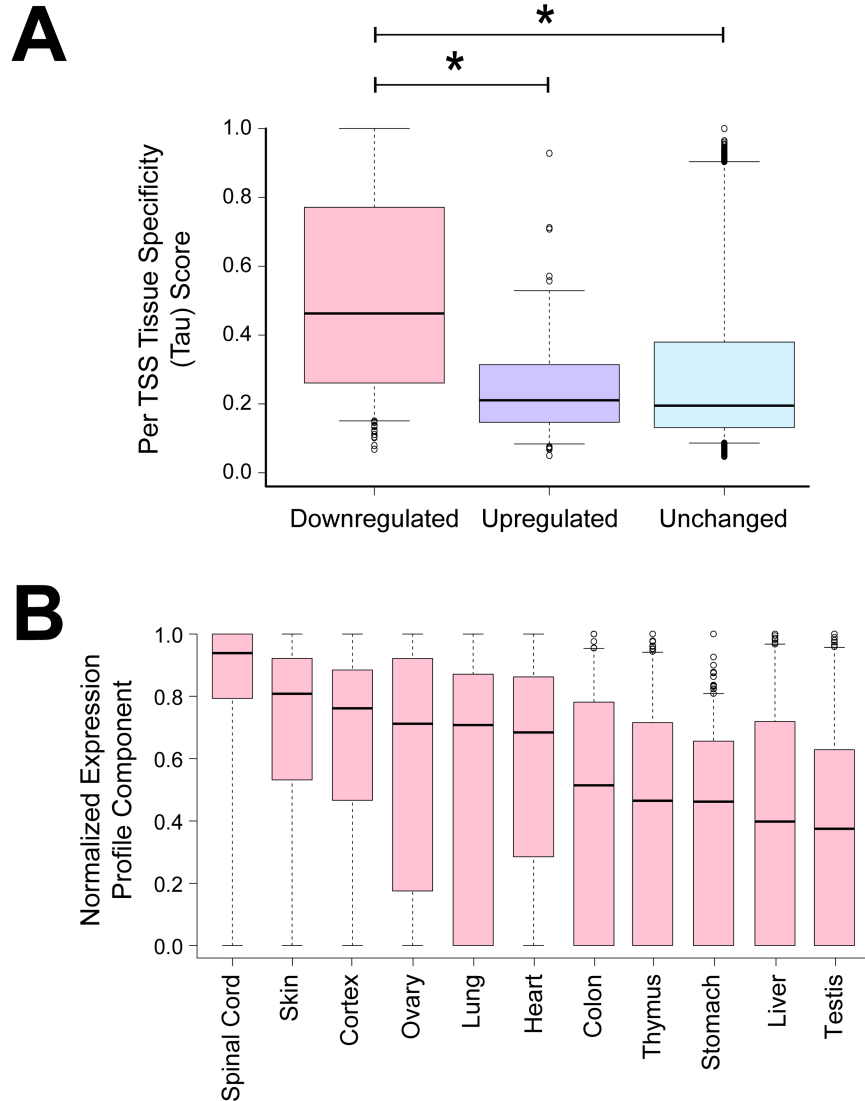 A
*
*
Per TSS Tissue Specificity
(Tau) Score
1.0
0.8
0.6
0.4
0.2
0.0
Downregulated Upregulated Unchanged
B
Normalized Expression
Profile Component
1.0
0.8
0.6
0.4
0.2
0.0
Spinal Cord
Skin
Cortex
Ovary
Lung
Heart
Colon
Thymus
Stomach
Liver
Testis